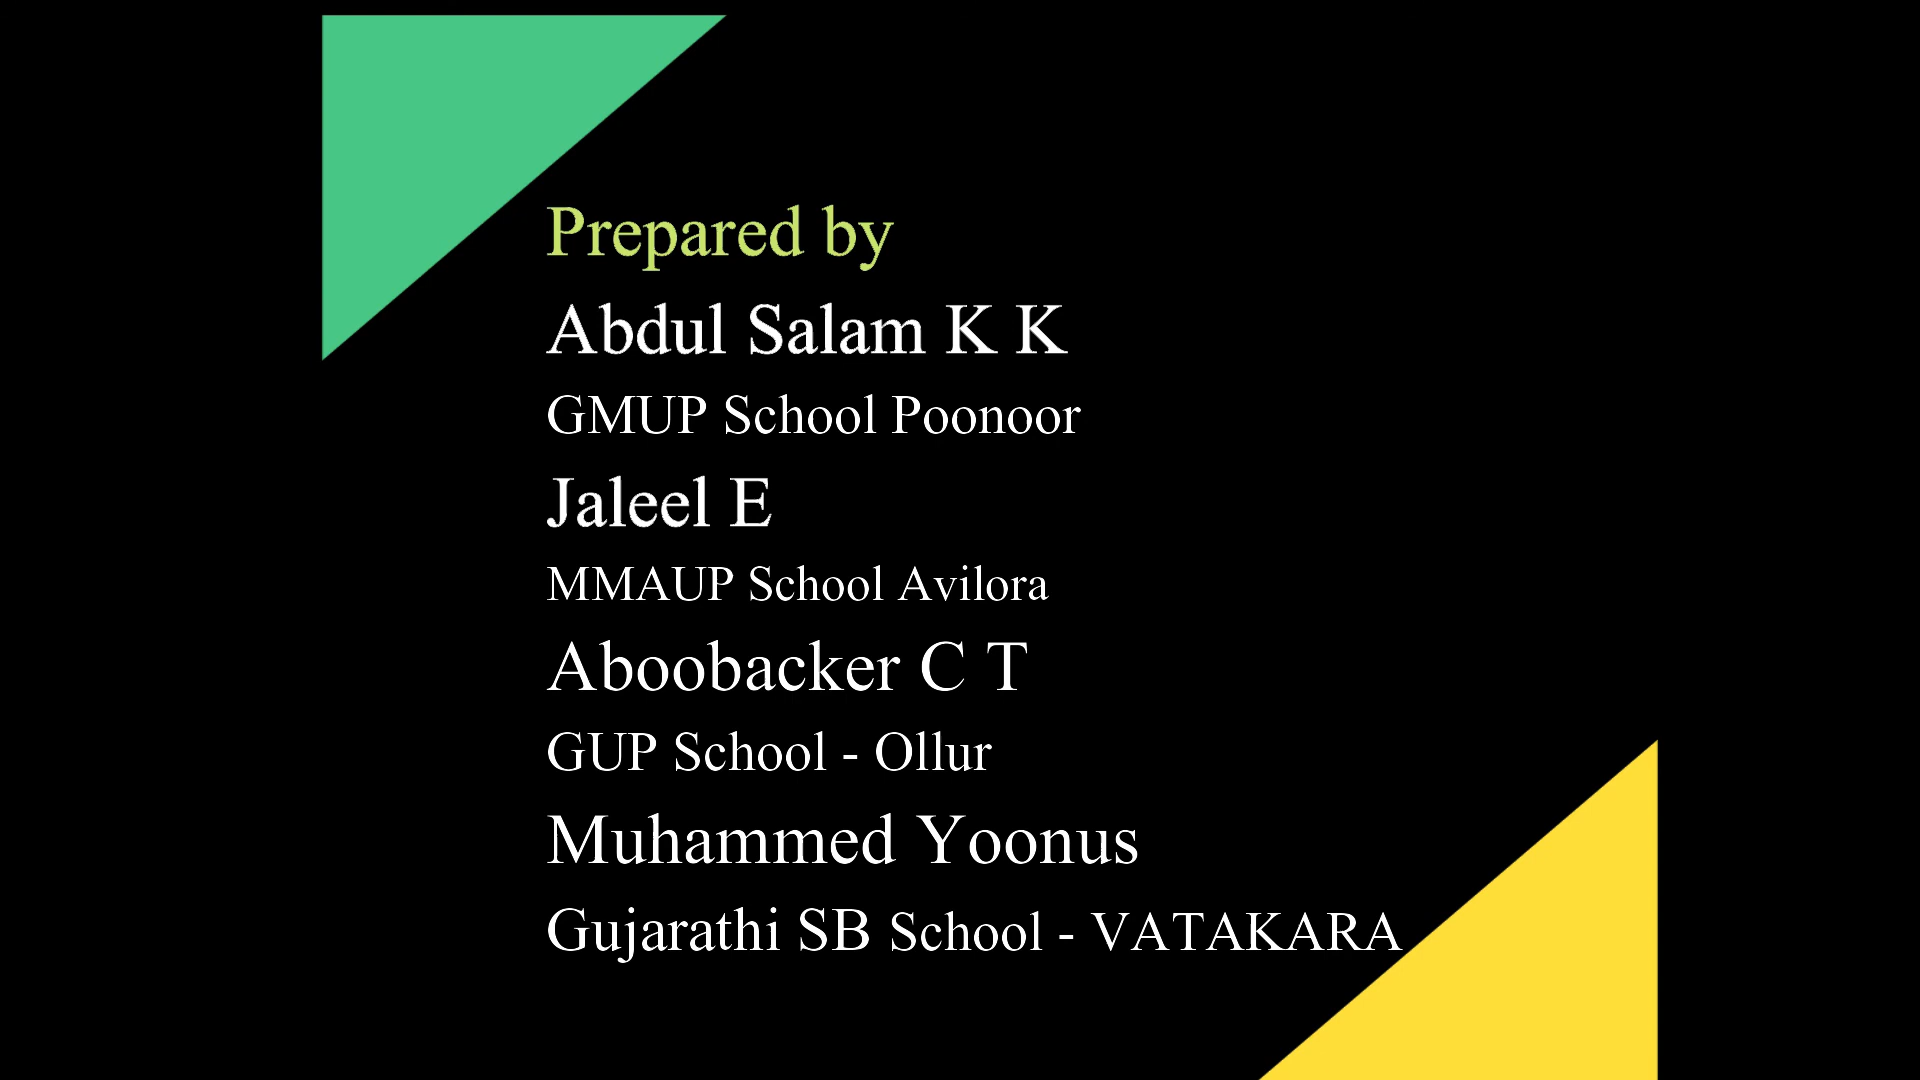 Prepared by
Abdul Salam K K
GMUP School Poonoor
Jaleel E
MMAUP School Avilora
Aboobacker C T
GUP School - Ollur
Muhammed Yoonus
Gujarathi SB School - VATAKARA